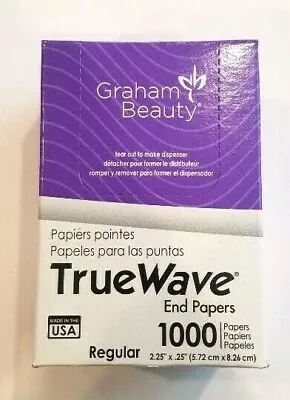 Graham
Beauty®
tear out to make dispenser
détacher pour former le distributeur
romper y remover para formar el dispensador
Papiers pointes
Papeles para las puntas
TrueWave®
End Papers
MADE IN THE
USA
1000
Papers
Papiers
Papeles
Regular
2.25" x .25" (5.72 cm x 8.26 cm)